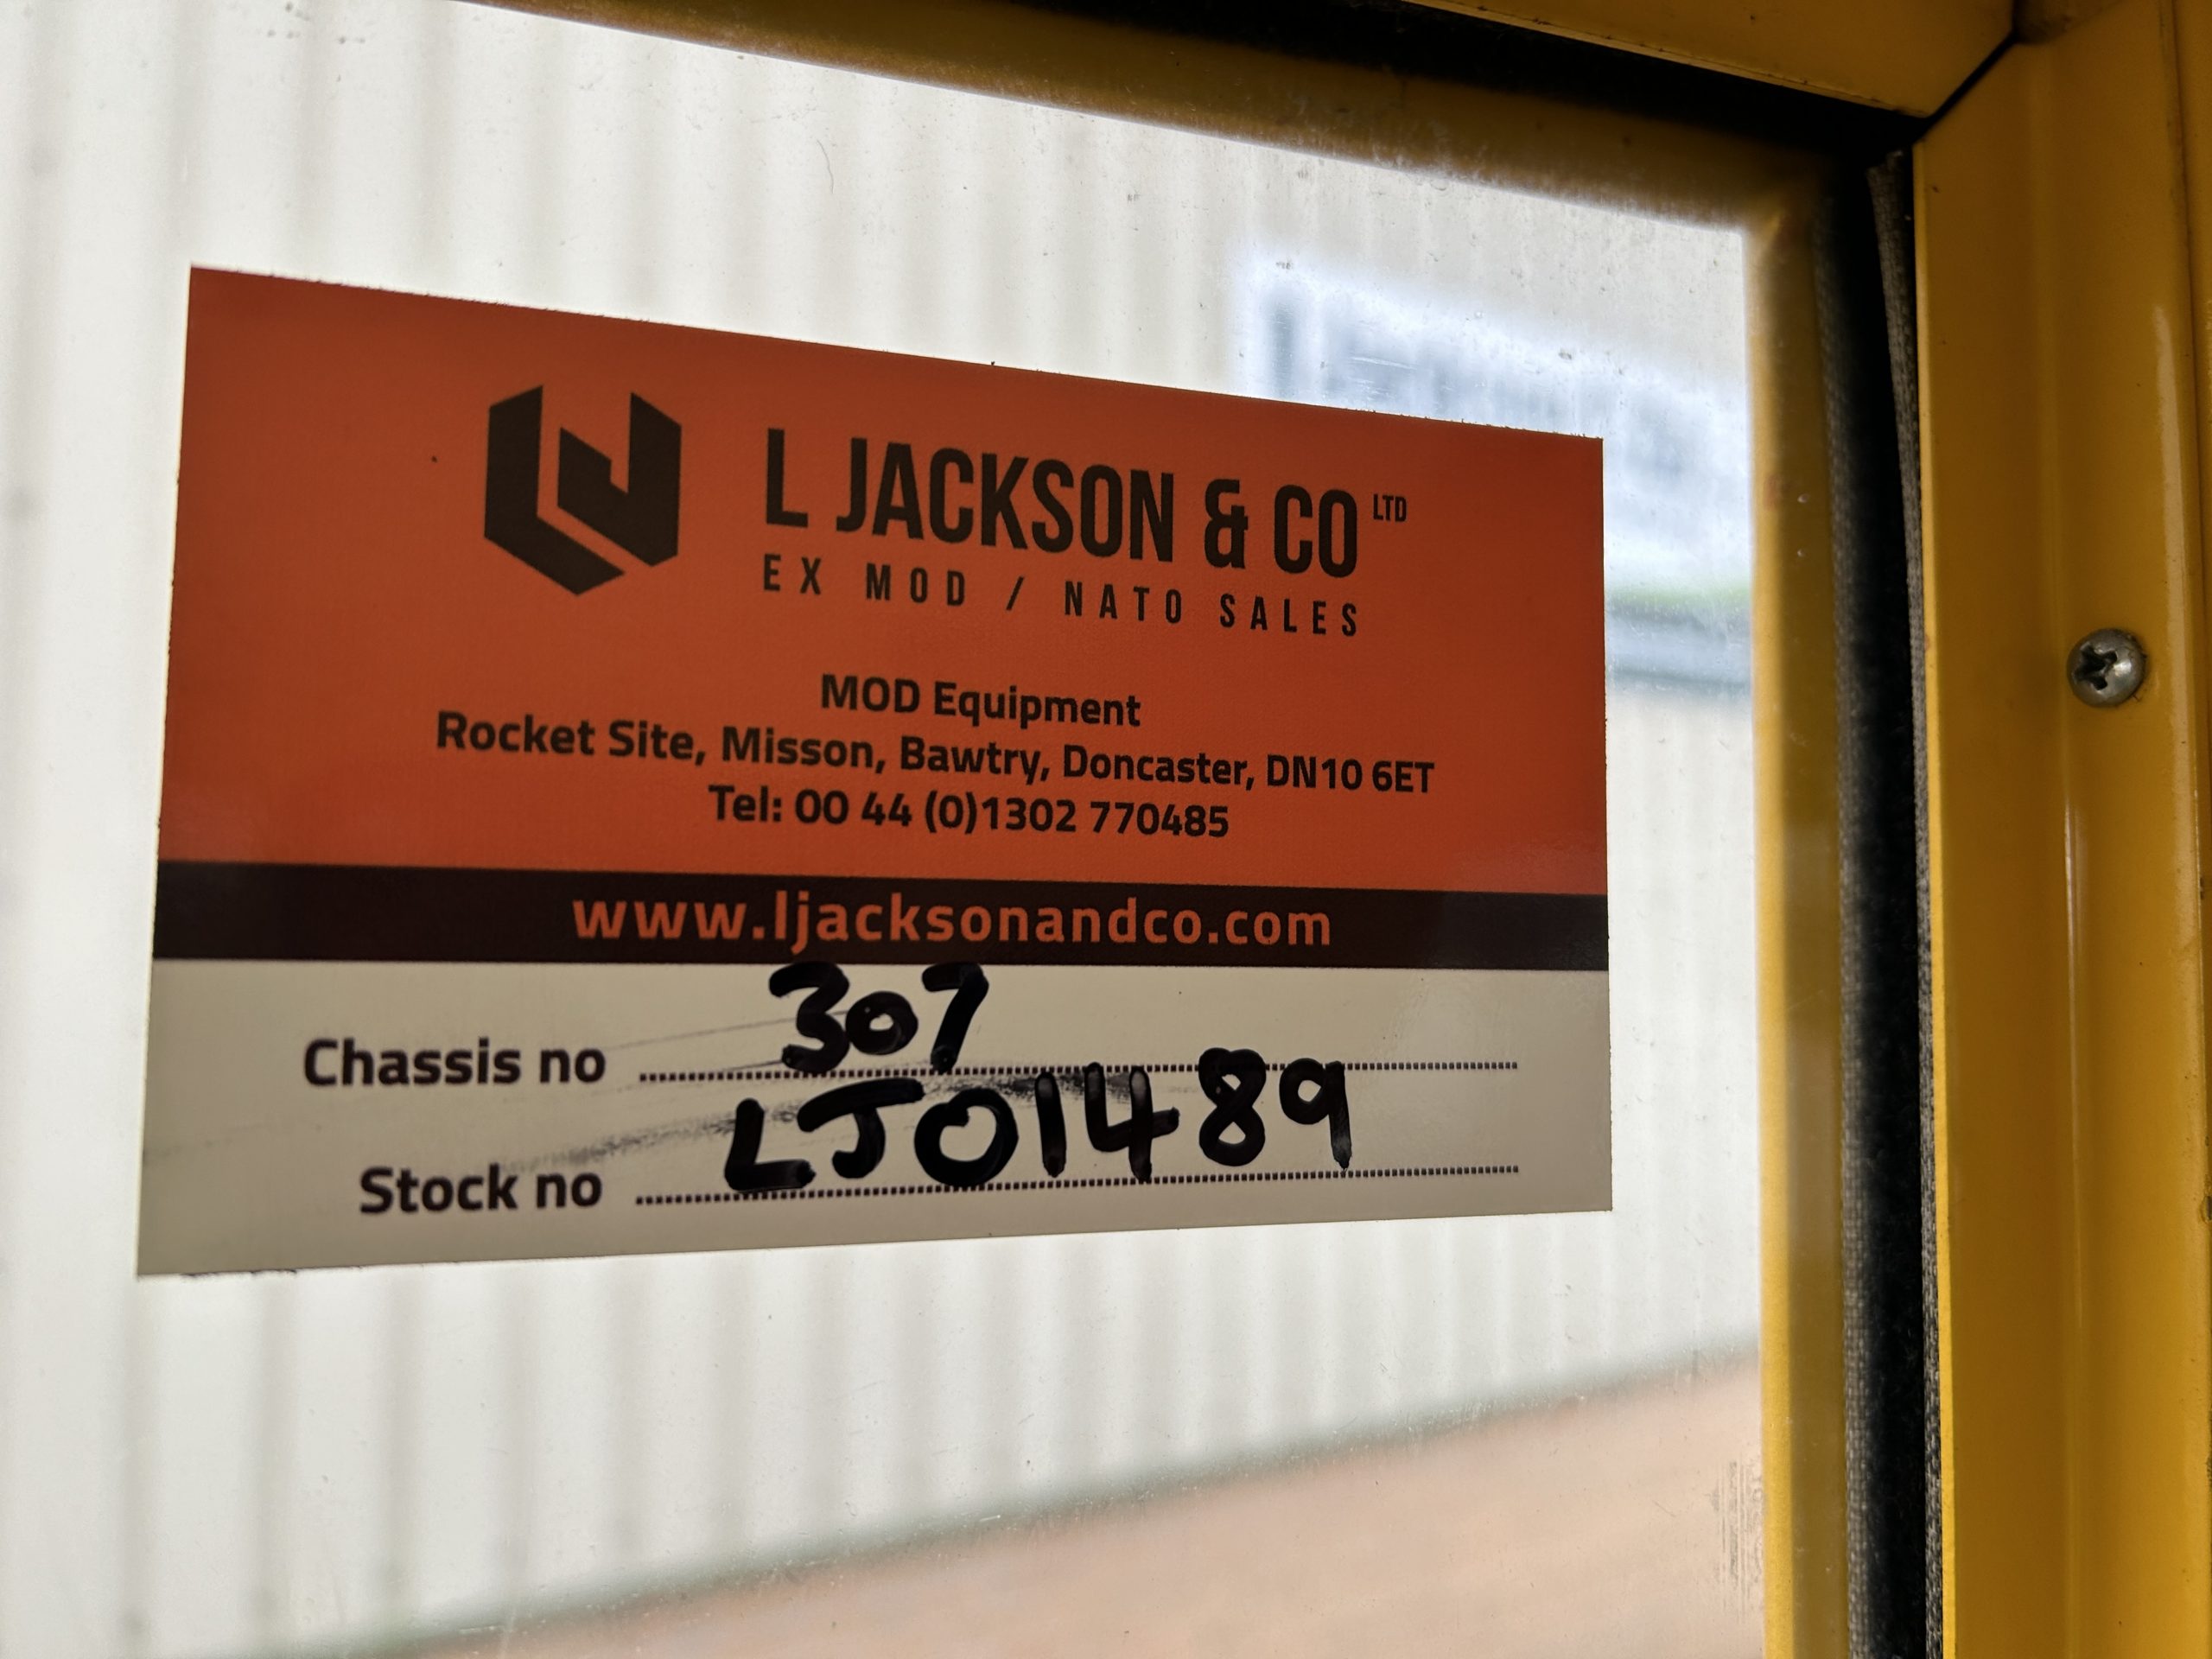 L JACKSON & CO LTD
EX MOD / NATO SALES
MOD Equipment
Rocket Site, Misson, Bawtry, Doncaster, DN10 6ET
Tel: 00 44 (0)1302 770485
www.ljacksonandco.com
Chassis no 307
Stock no LJ01489